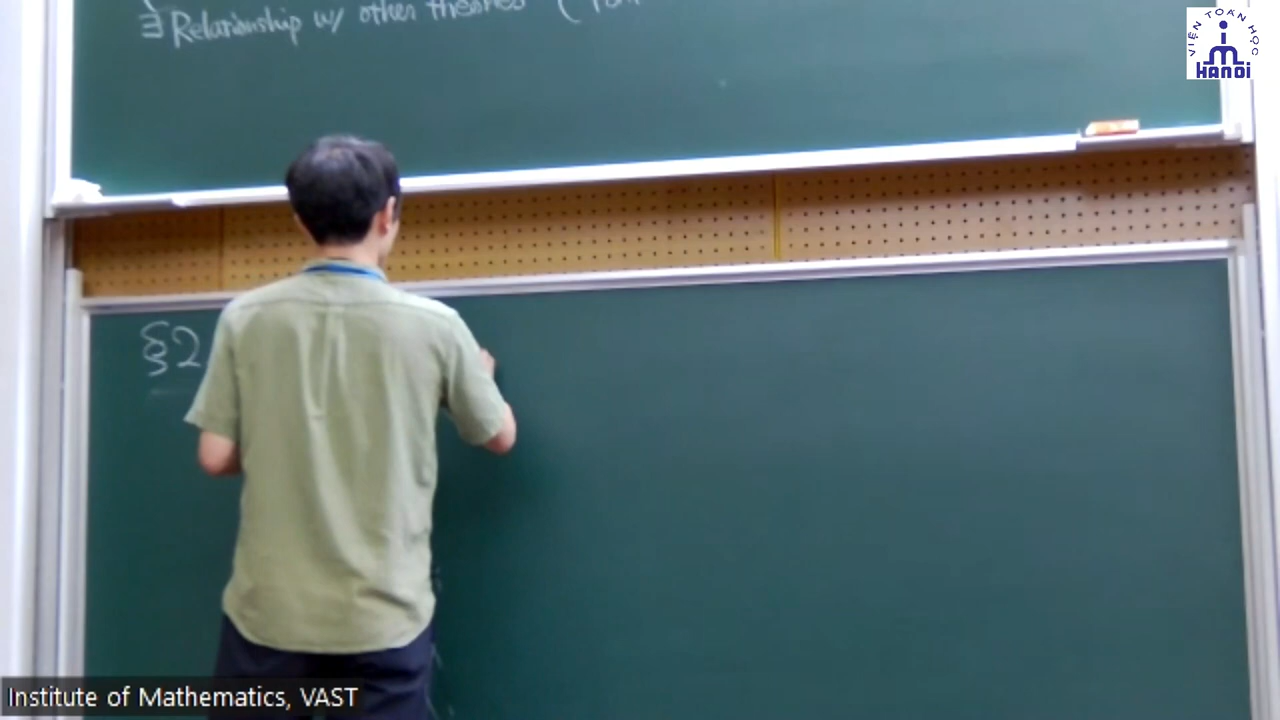 ∃ Relationship w/ other theories (
VIỆN TOÁN HỌC
HANOI
§2
Institute of Mathematics, VAST